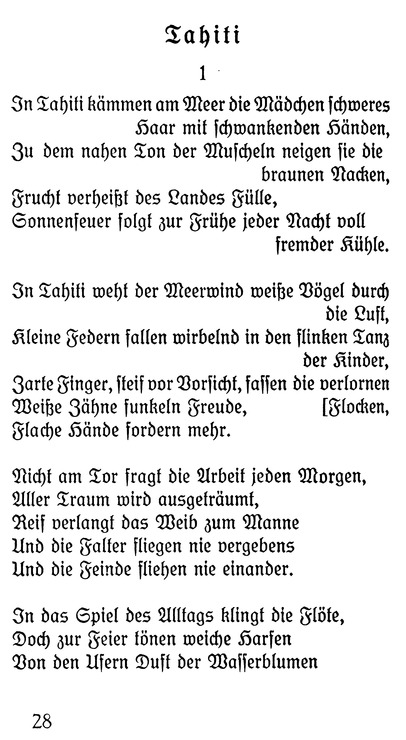 Tahiti
1
In Tahiti kämmen am Meer die Mädchen schweres
Haar mit schwankenden Händen,
Zu dem nahen Ton der Muscheln neigen sie die
braunen Nacken,
Frucht verheißt des Landes Fülle,
Sonnenfeuer folgt zur Frühe jeder Nacht voll
fremder Kühle.
In Tahiti weht der Meerwind weiße Vögel durch
die Luft,
Kleine Federn fallen wirbelnd in den flinken Tanz
der Kinder,
Zarte Finger, steif vor Vorsicht, fassen die verlornen
Weiße Zähne funkeln Freude, [Flocken,
Flache Hände fordern mehr.
Nicht am Tor fragt die Arbeit jeden Morgen,
Aller Traum wird ausgeträumt,
Reif verlangt das Weib zum Manne
Und die Falter fliegen nie vergebens
Und die Feinde fliehen nie einander.
In das Spiel des Alltags klingt die Flöte,
Doch zur Feier tönen weiche Harfen
Von den Ufern Duft der Wasserblumen
28